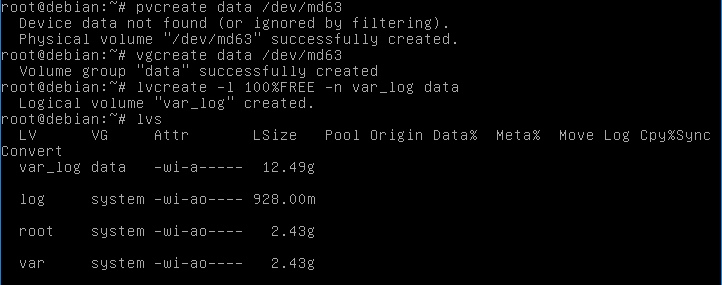 root@debian:~# pvcreate data /dev/md63
  Device data not found (or ignored by filtering).
  Physical volume "/dev/md63" successfully created.
root@debian:~# vgcreate data /dev/md63
  Volume group "data" successfully created
root@debian:~# lvcreate -l 100%FREE -n var_log data
  Logical volume "var_log" created.
root@debian:~# lvs
  LV      VG     Attr       LSize   Pool Origin Data%  Meta%  Move Log Cpy%Sync
Convert
  var_log data   -wi-a-----  12.49g
  log     system -wi-ao---- 928.00m
  root    system -wi-ao----   2.43g
  var     system -wi-ao----   2.43g